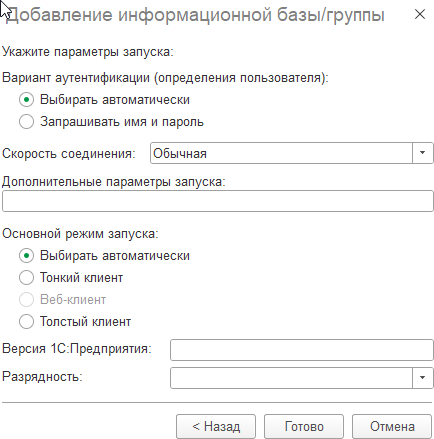 Добавление информационной базы/группы
Укажите параметры запуска:
Вариант аутентификации (определения пользователя):
Выбирать автоматически
Запрашивать имя и пароль
Скорость соединения: Обычная
Дополнительные параметры запуска:
Основной режим запуска:
Выбирать автоматически
Тонкий клиент
Веб-клиент
Толстый клиент
Версия 1С:Предприятия:
Разрядность:
< Назад Готово Отмена